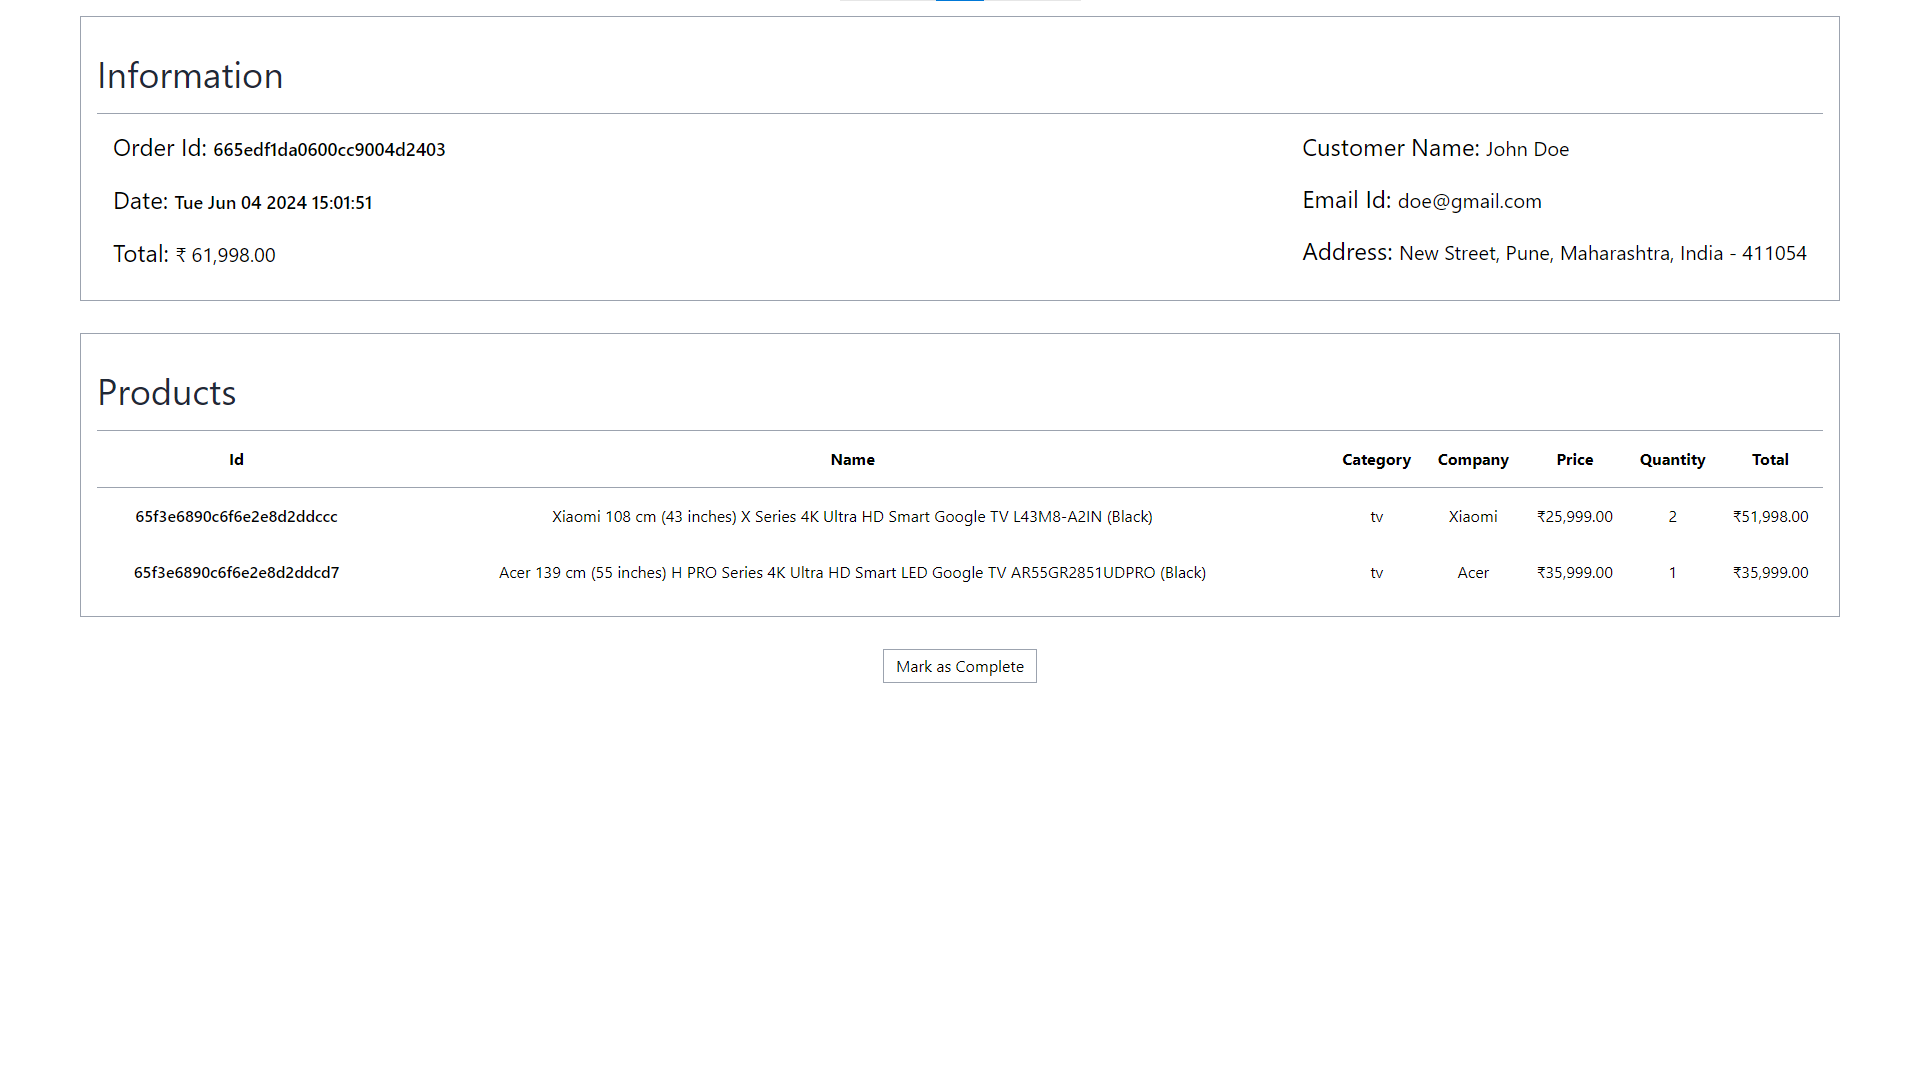 Information
Order Id: 665edf1da0600cc9004d2403
Date: Tue Jun 04 2024 15:01:51
Total: ₹ 61,998.00
Customer Name: John Doe
Email Id: doe@gmail.com
Address: New Street, Pune, Maharashtra, India - 411054
Products
Id Name Category Company Price Quantity Total
65f3e6890c6f6e2e8d2ddccc Xiaomi 108 cm (43 inches) X Series 4K Ultra HD Smart Google TV L43M8-A2IN (Black) tv Xiaomi ₹25,999.00 2 ₹51,998.00
65f3e6890c6f6e2e8d2ddcd7 Acer 139 cm (55 inches) H PRO Series 4K Ultra HD Smart LED Google TV AR55GR2851UDPRO (Black) tv Acer ₹35,999.00 1 ₹35,999.00
Mark as Complete